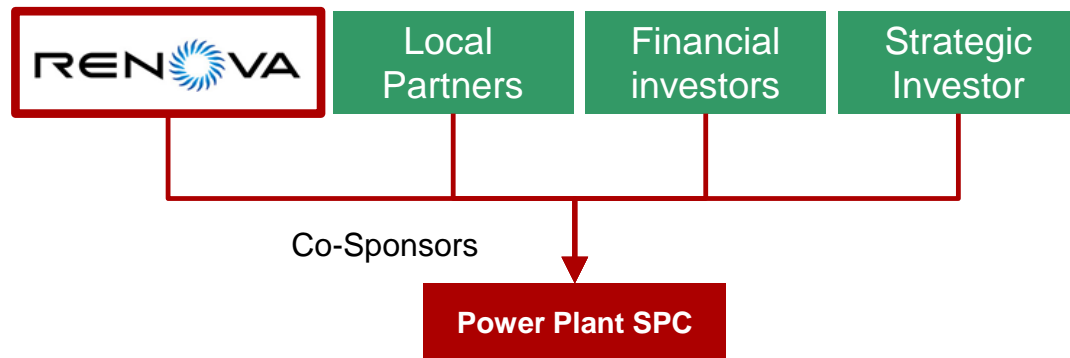 RENOVA
Local
Partners
Financial
investors
Strategic
Investor
Co-Sponsors
Power Plant SPC